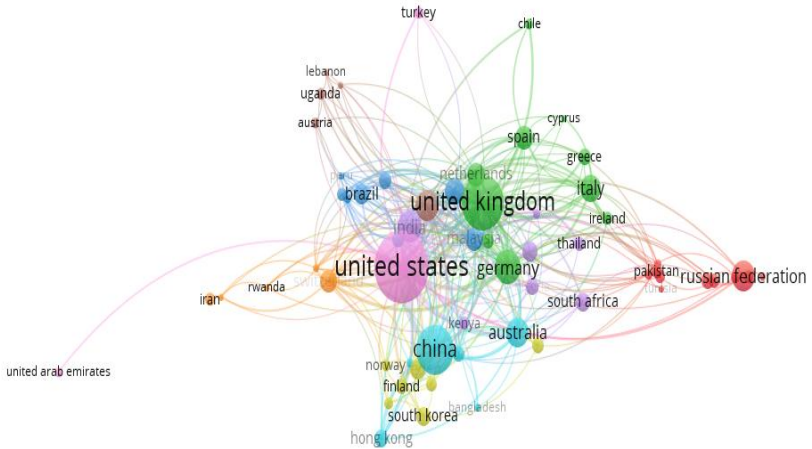 turkey
chile
lebanon
uganda
austria
cyprus
spain
greece
netherlands
peru
brazil
italy
united kingdom
ireland
india
malaysia
thailand
united states
germany
pakistan
russian federation
rwanda
iran
south africa
kenya
australia
china
norway
united arab emirates
finland
bangladesh
south korea
hong kong